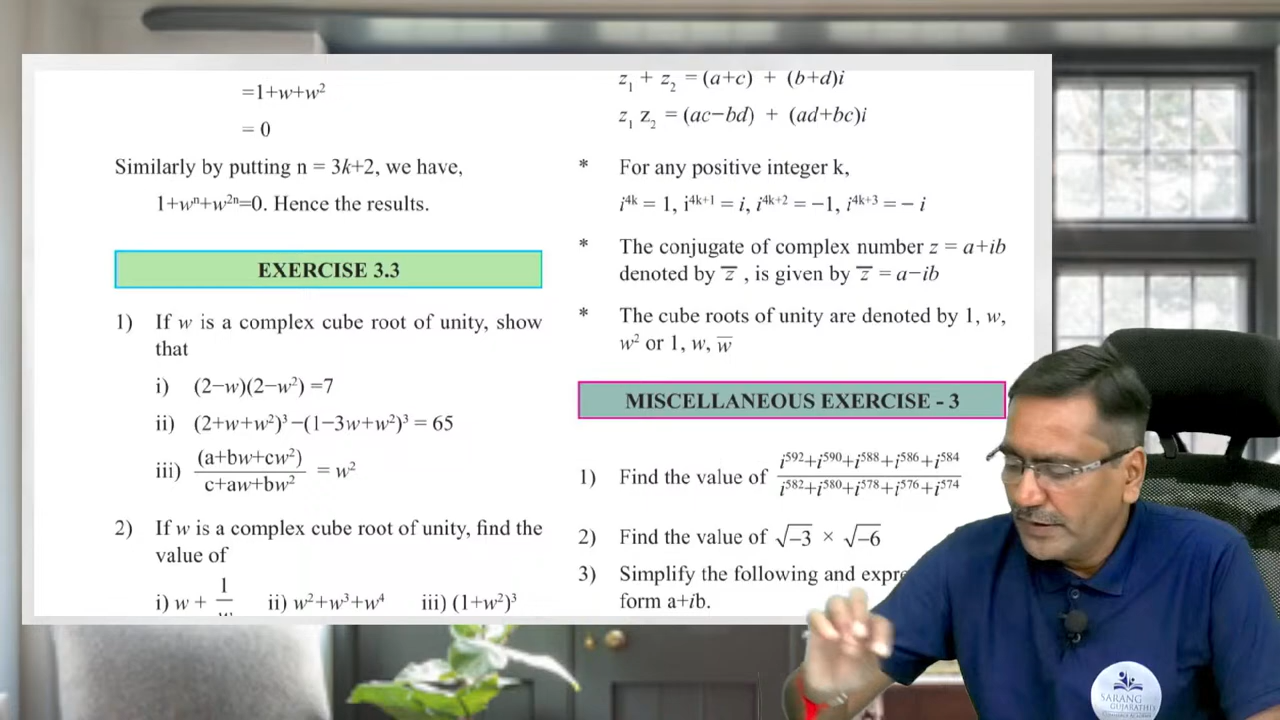 =1+w+w²
= 0
Similarly by putting n = 3k+2, we have,
1+wⁿ+w²ⁿ=0. Hence the results.
EXERCISE 3.3
1) If w is a complex cube root of unity, show
that
i) (2−w)(2−w²) =7
ii) (2+w+w²)³−(1−3w+w²)³ = 65
iii) (a+bw+cw²)/(c+aw+bw²) = w²
2) If w is a complex cube root of unity, find the
value of
i) w + 1/w ii) w²+w³+w⁴ iii) (1+w²)³
z₁ + z₂ = (a+c) + (b+d)i
z₁ z₂ = (ac−bd) + (ad+bc)i
* For any positive integer k,
i⁴ᵏ = 1, i⁴ᵏ⁺¹ = i, i⁴ᵏ⁺² = −1, i⁴ᵏ⁺³ = − i
* The conjugate of complex number z = a+ib
denoted by z̅ , is given by z̅ = a−ib
* The cube roots of unity are denoted by 1, w,
w² or 1, w, w̅
MISCELLANEOUS EXERCISE - 3
1) Find the value of (i⁵⁹²+i⁵⁹⁰+i⁵⁸⁸+i⁵⁸⁶+i⁵⁸⁴)/(i⁵⁸²+i⁵⁸⁰+i⁵⁷⁸+i⁵⁷⁶+i⁵⁷⁴)
2) Find the value of √−3 × √−6
3) Simplify the following and expre
form a+ib.
SARANG
GUJARATHI